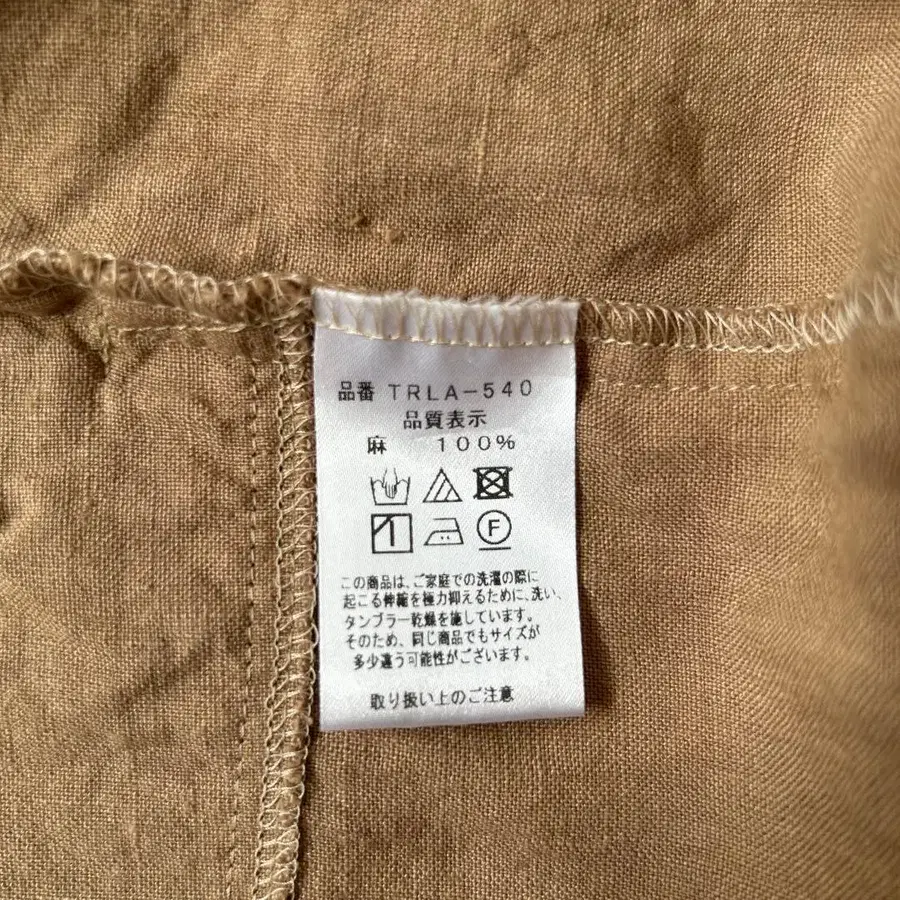 品番 TRLA-540
品質表示
麻 100%
F
この商品は、ご家庭での洗濯の際に
起こる伸縮を極力抑えるために、洗い、
タンブラー乾燥を施しています。
そのため、同じ商品でもサイズが
多少違う可能性がございます。
取り扱い上のご注意